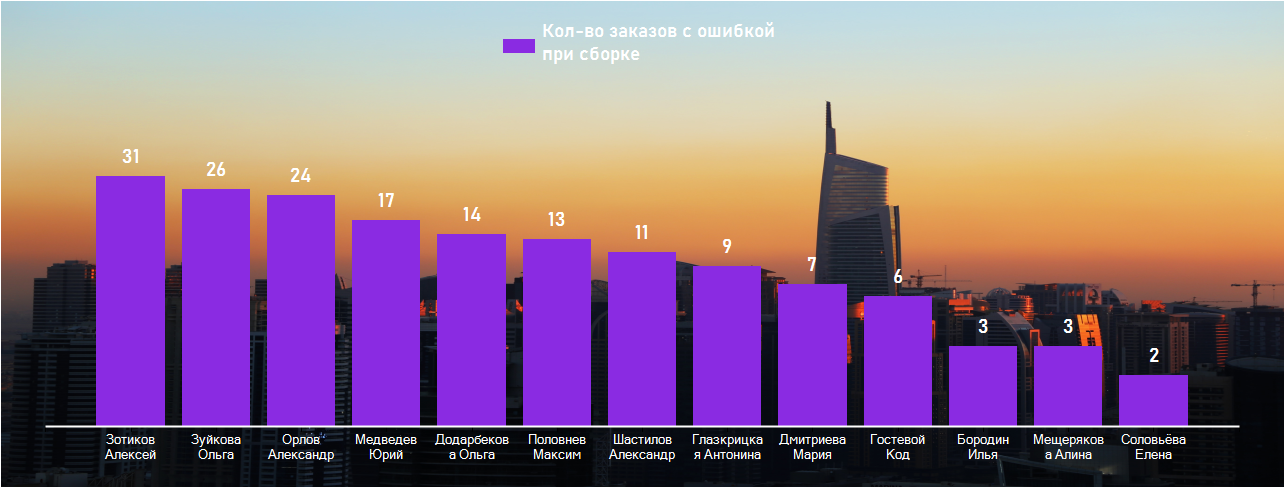 Кол-во заказов с ошибкой
при сборке
31
26
24
17
14
13
11
9
7
6
3
3
2
Зотиков
Алексей
Зуйкова
Ольга
Орлов
Александр
Медведев
Юрий
Додарбеков
а Ольга
Половнев
Максим
Шастилов
Александр
Глазкрицка
я Антонина
Дмитриева
Мария
Гостевой
Код
Бородин
Илья
Мещеряков
а Алина
Соловьёва
Елена